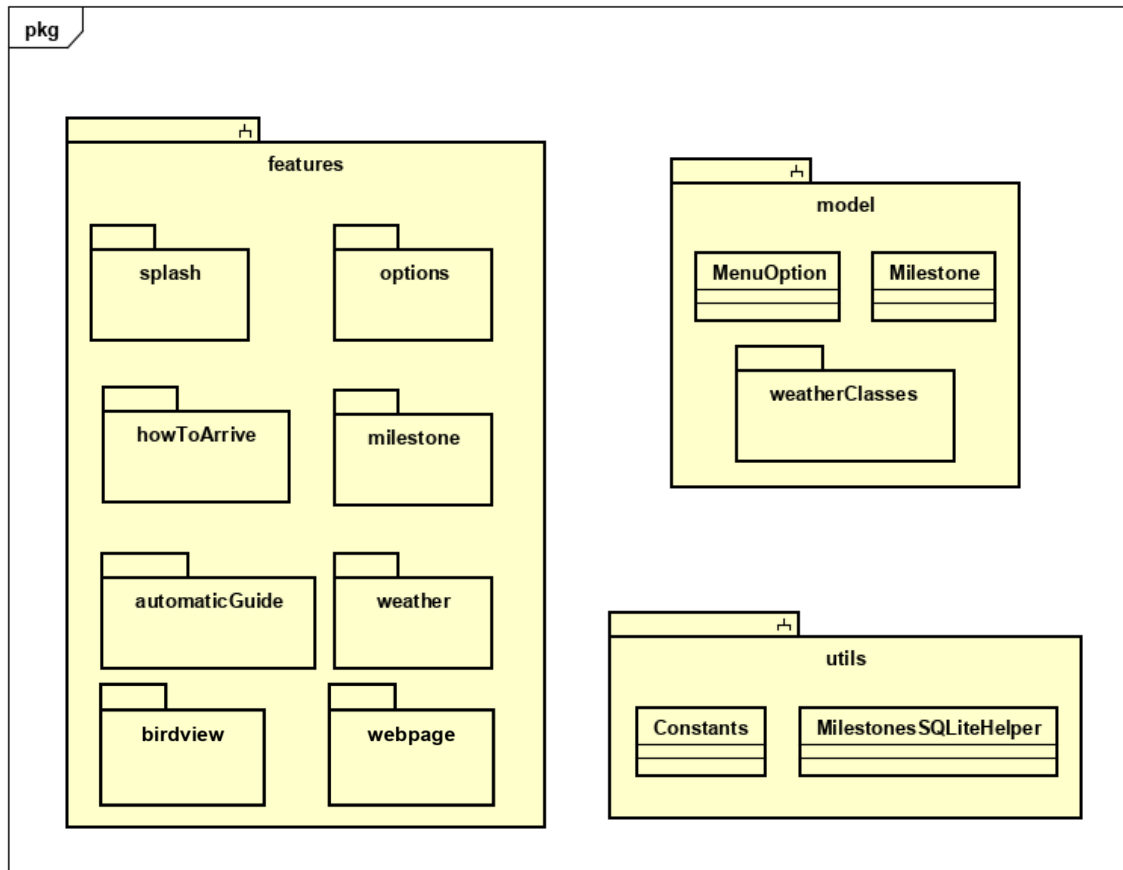 pkg
features
splash
options
howToArrive
milestone
automaticGuide
weather
birdview
webpage
model
MenuOption
Milestone
weatherClasses
utils
Constants
MilestonesSQLiteHelper